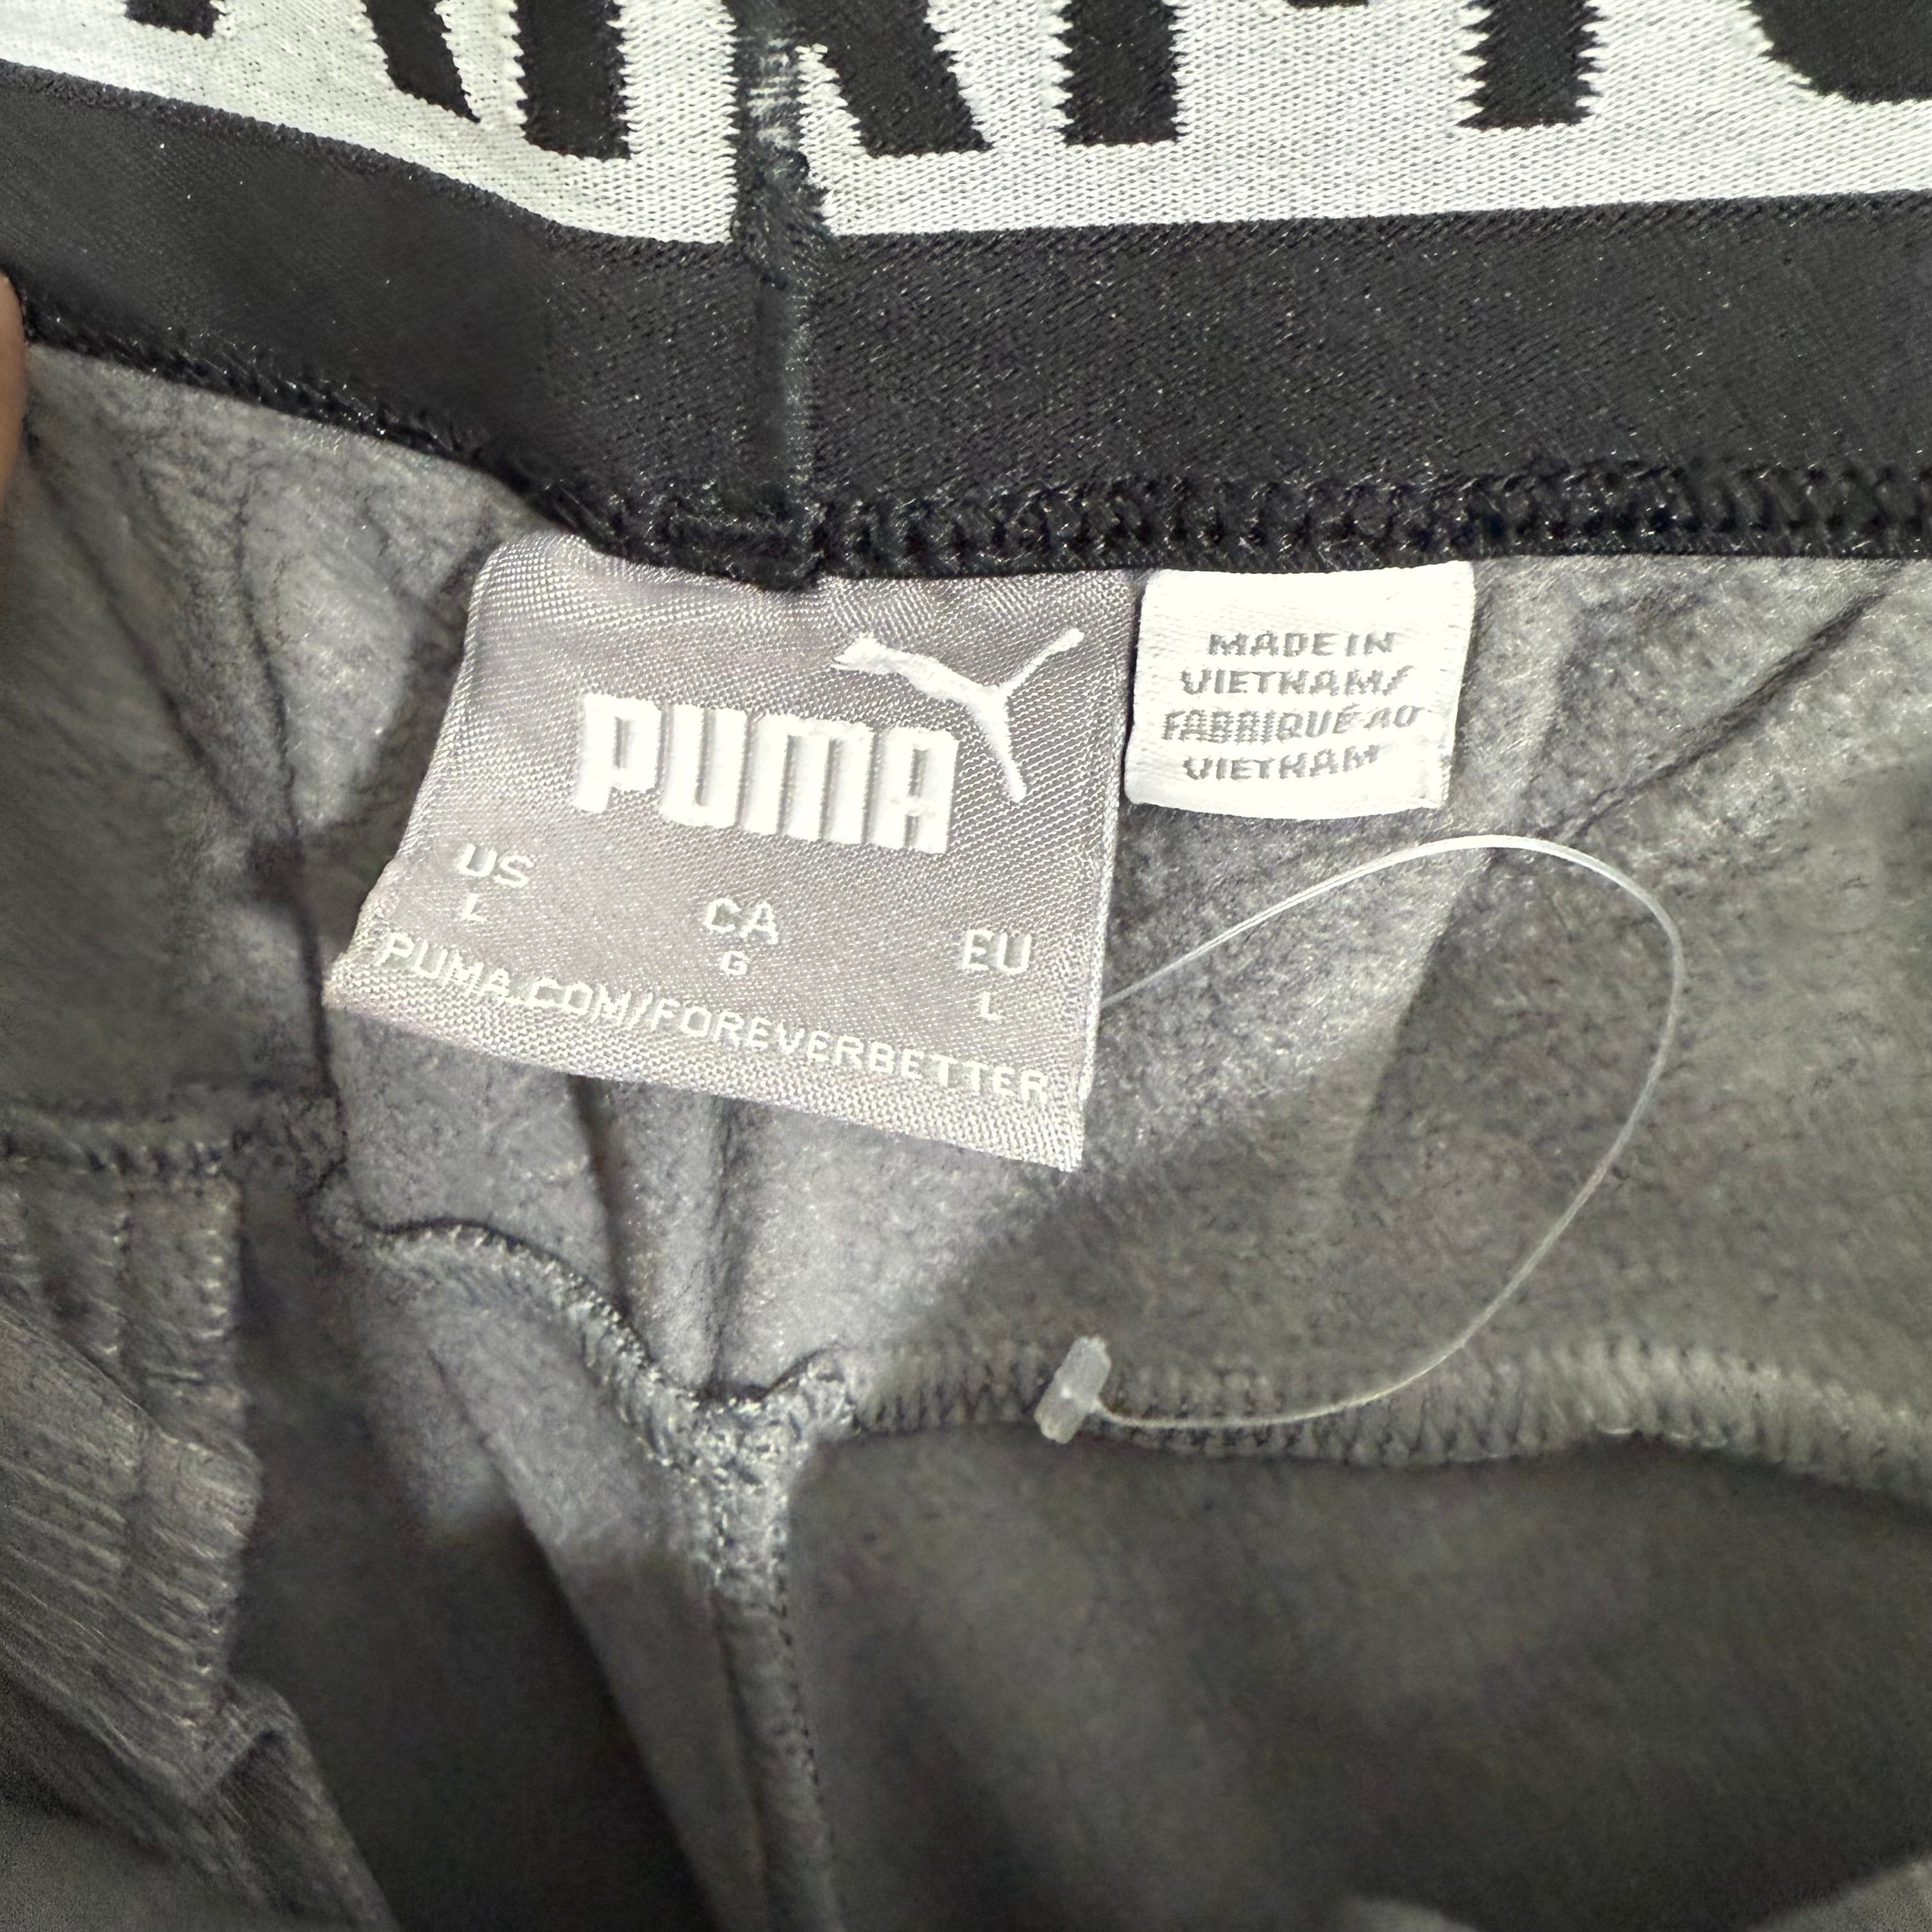 PUMA
US CA EU
L G L
PUMA.COM/FOREVERBETTER
MADE IN
VIETNAM/
FABRIQUÉ AU
VIETNAM